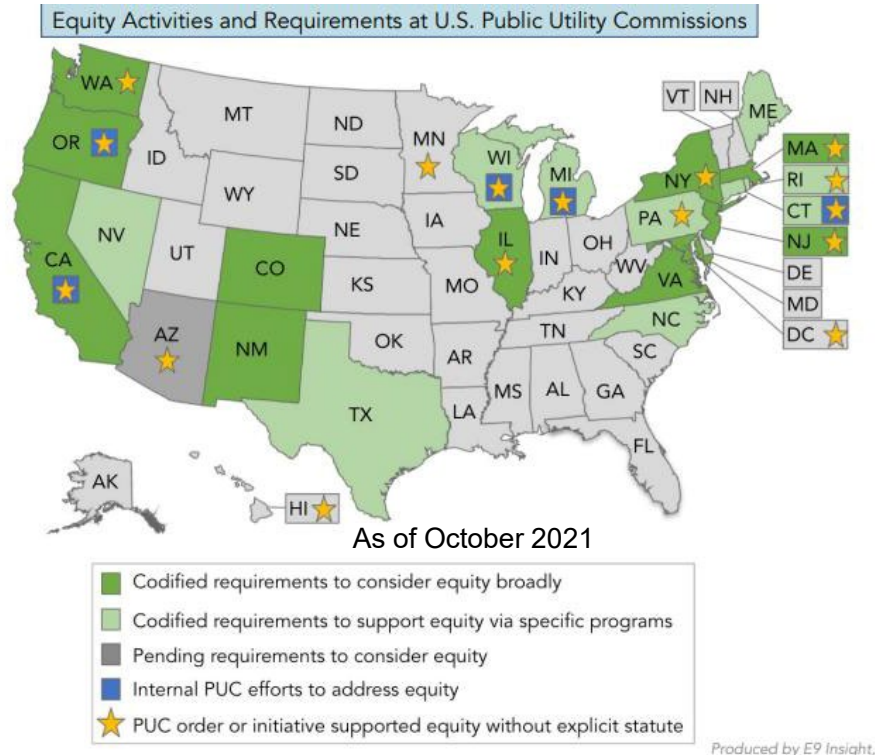 Equity Activities and Requirements at U.S. Public Utility Commissions
WA
OR
CA
ID
NV
MT
WY
UT
AZ
CO
NM
ND
SD
NE
KS
OK
TX
MN
IA
MO
AR
LA
WI
IL
MI
IN
OH
KY
TN
MS
AL
GA
FL
SC
NC
VA
WV
PA
NY
VT
NH
ME
MA
RI
CT
NJ
DE
MD
DC
AK
HI
As of October 2021
Codified requirements to consider equity broadly
Codified requirements to support equity via specific programs
Pending requirements to consider equity
Internal PUC efforts to address equity
PUC order or initiative supported equity without explicit statute
Produced by E9 Insight,